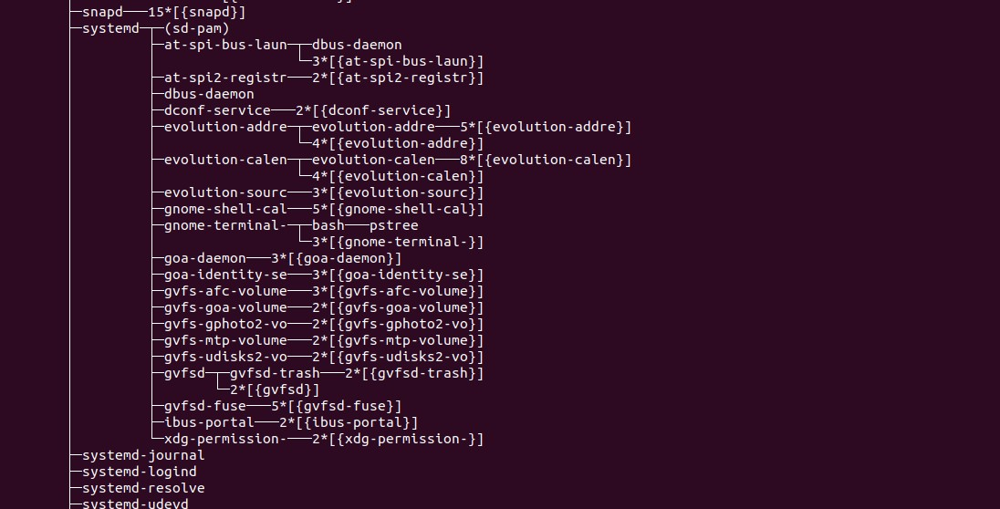 ├─snapd───15*[{snapd}]
├─systemd─┬─(sd-pam)
│         ├─at-spi-bus-laun─┬─dbus-daemon
│         │                 └─3*[{at-spi-bus-laun}]
│         ├─at-spi2-registr───2*[{at-spi2-registr}]
│         ├─dbus-daemon
│         ├─dconf-service───2*[{dconf-service}]
│         ├─evolution-addre─┬─evolution-addre───5*[{evolution-addre}]
│         │                 └─4*[{evolution-addre}]
│         ├─evolution-calen─┬─evolution-calen───8*[{evolution-calen}]
│         │                 └─4*[{evolution-calen}]
│         ├─evolution-sourc───3*[{evolution-sourc}]
│         ├─gnome-shell-cal───5*[{gnome-shell-cal}]
│         ├─gnome-terminal-─┬─bash───pstree
│         │                 └─3*[{gnome-terminal-}]
│         ├─goa-daemon───3*[{goa-daemon}]
│         ├─goa-identity-se───3*[{goa-identity-se}]
│         ├─gvfs-afc-volume───3*[{gvfs-afc-volume}]
│         ├─gvfs-goa-volume───2*[{gvfs-goa-volume}]
│         ├─gvfs-gphoto2-vo───2*[{gvfs-gphoto2-vo}]
│         ├─gvfs-mtp-volume───2*[{gvfs-mtp-volume}]
│         ├─gvfs-udisks2-vo───2*[{gvfs-udisks2-vo}]
│         ├─gvfsd─┬─gvfsd-trash───2*[{gvfsd-trash}]
│         │       └─2*[{gvfsd}]
│         ├─gvfsd-fuse───5*[{gvfsd-fuse}]
│         ├─ibus-portal───2*[{ibus-portal}]
│         └─xdg-permission-───2*[{xdg-permission-}]
├─systemd-journal
├─systemd-logind
├─systemd-resolve
├─systemd-udevd